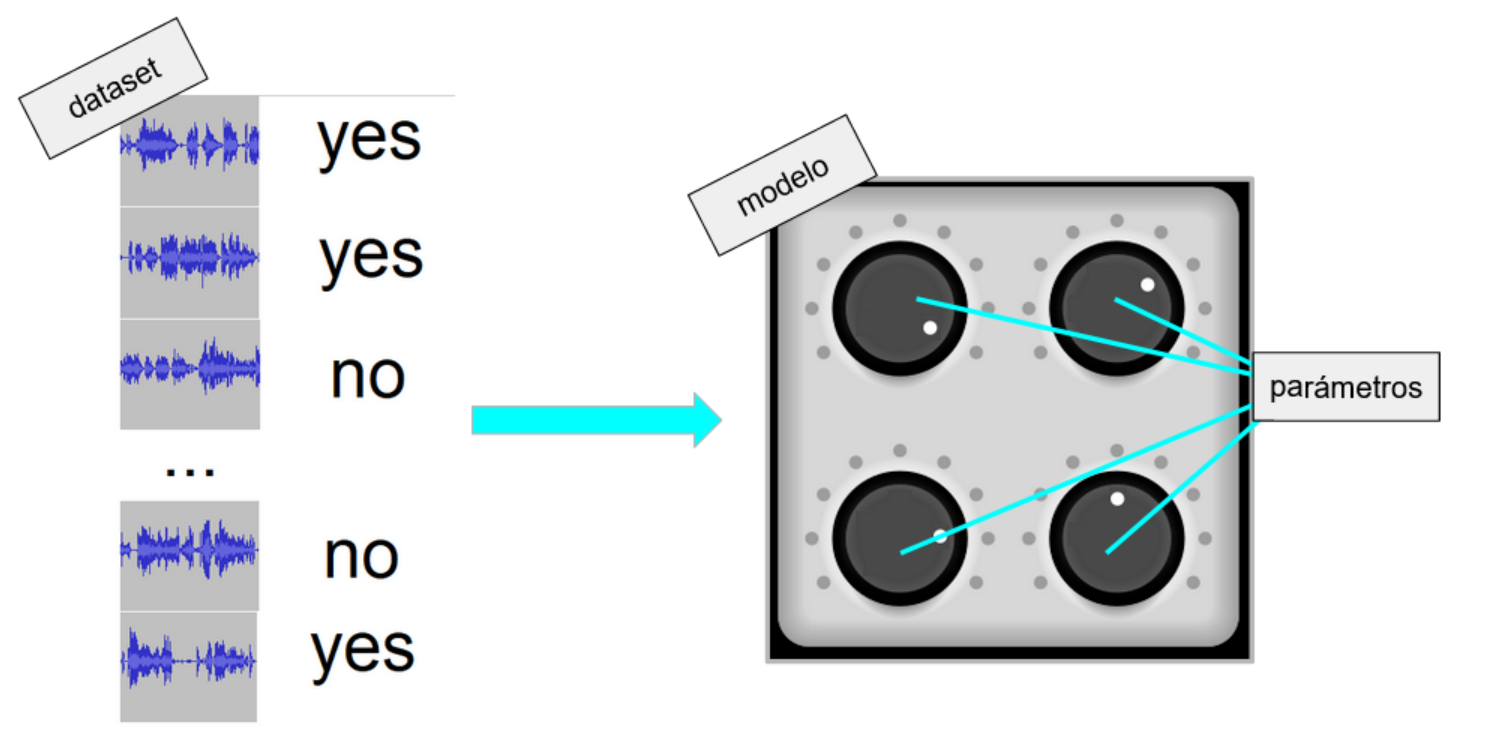 dataset
yes
yes
no
...
no
yes
modelo
parámetros